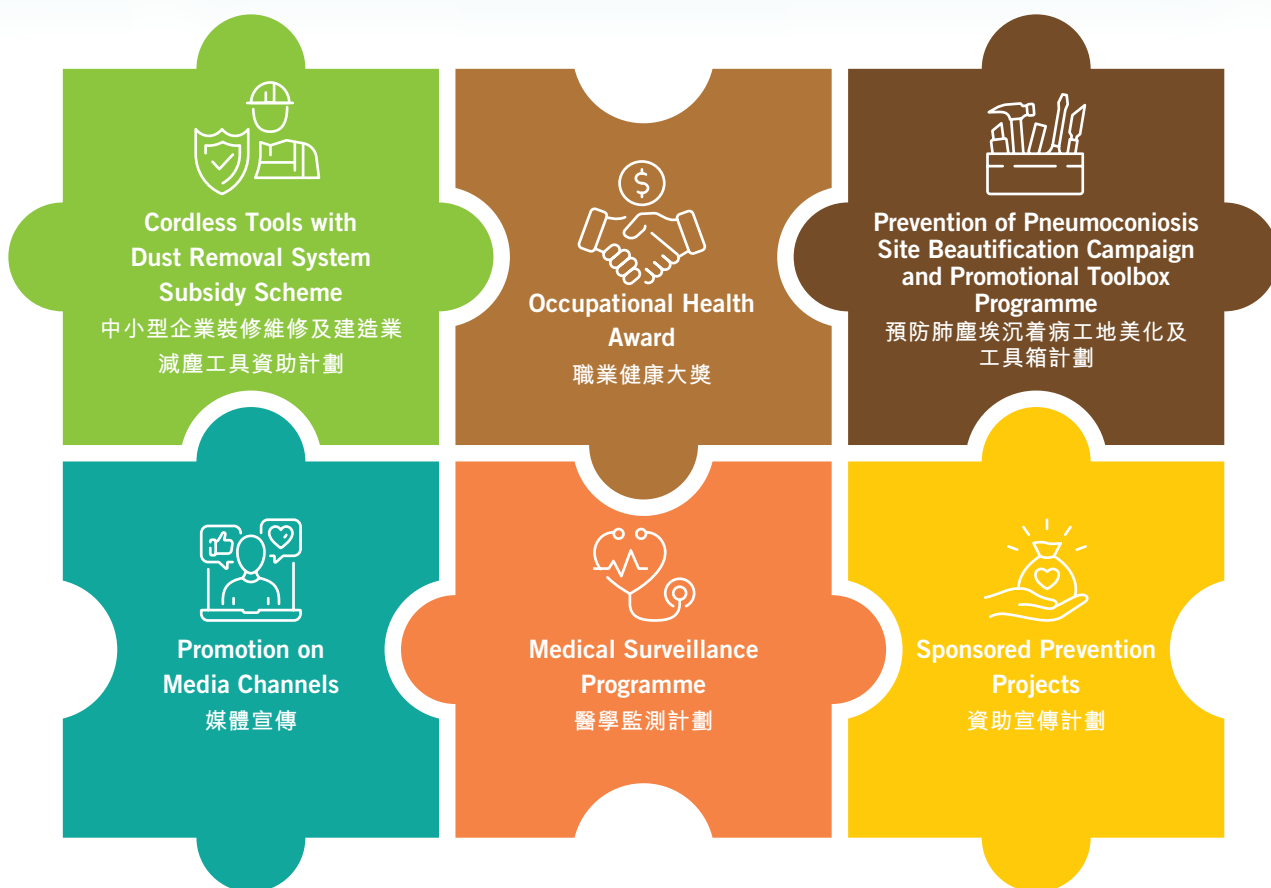 Cordless Tools with
Dust Removal System
Subsidy Scheme
中小型企業裝修維修及建造業
減塵工具資助計劃
$
Occupational Health
Award
職業健康大獎
Prevention of Pneumoconiosis
Site Beautification Campaign
and Promotional Toolbox
Programme
預防肺塵埃沉着病工地美化及
工具箱計劃
Promotion on
Media Channels
媒體宣傳
Medical Surveillance
Programme
醫學監測計劃
Sponsored Prevention
Projects
資助宣傳計劃